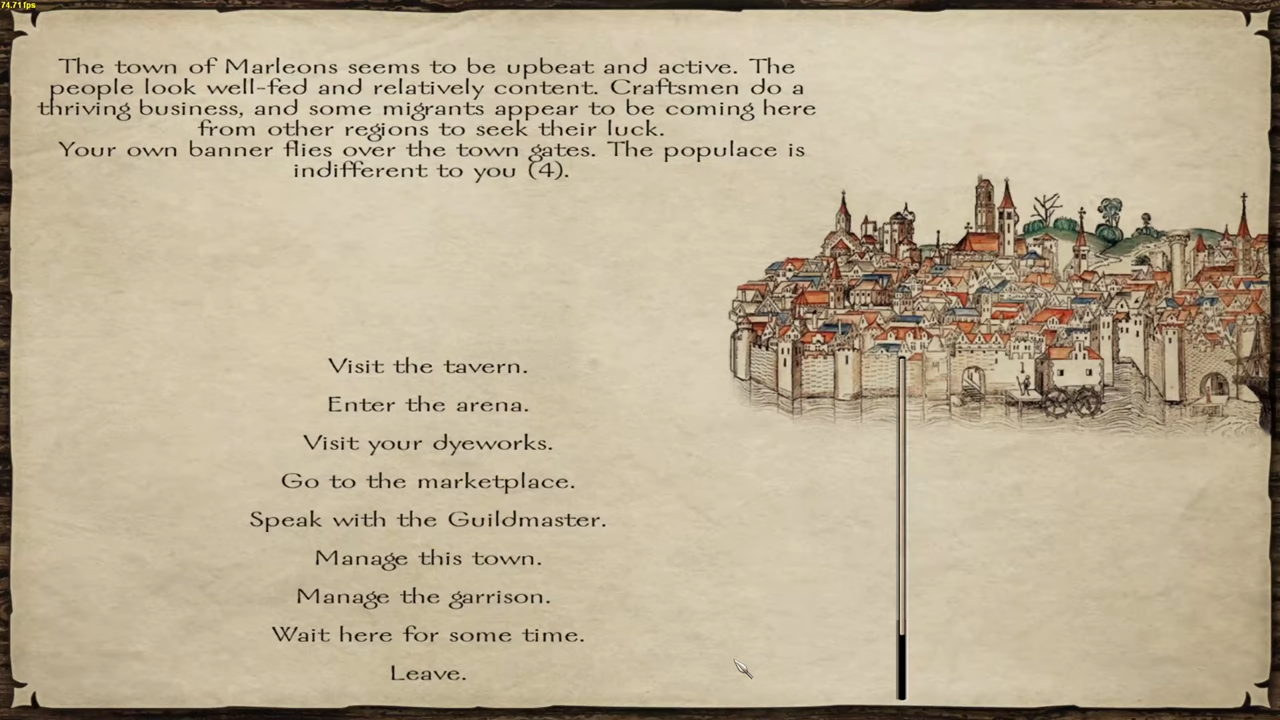 74.71fps
The town of Marleons seems to be upbeat and active. The
people look well-fed and relatively content. Craftsmen do a
thriving business, and some migrants appear to be coming here
from other regions to seek their luck.
Your own banner flies over the town gates. The populace is
indifferent to you (4).
Visit the tavern.
Enter the arena.
Visit your dyeworks.
Go to the marketplace.
Speak with the Guildmaster.
Manage this town.
Manage the garrison.
Wait here for some time.
Leave.